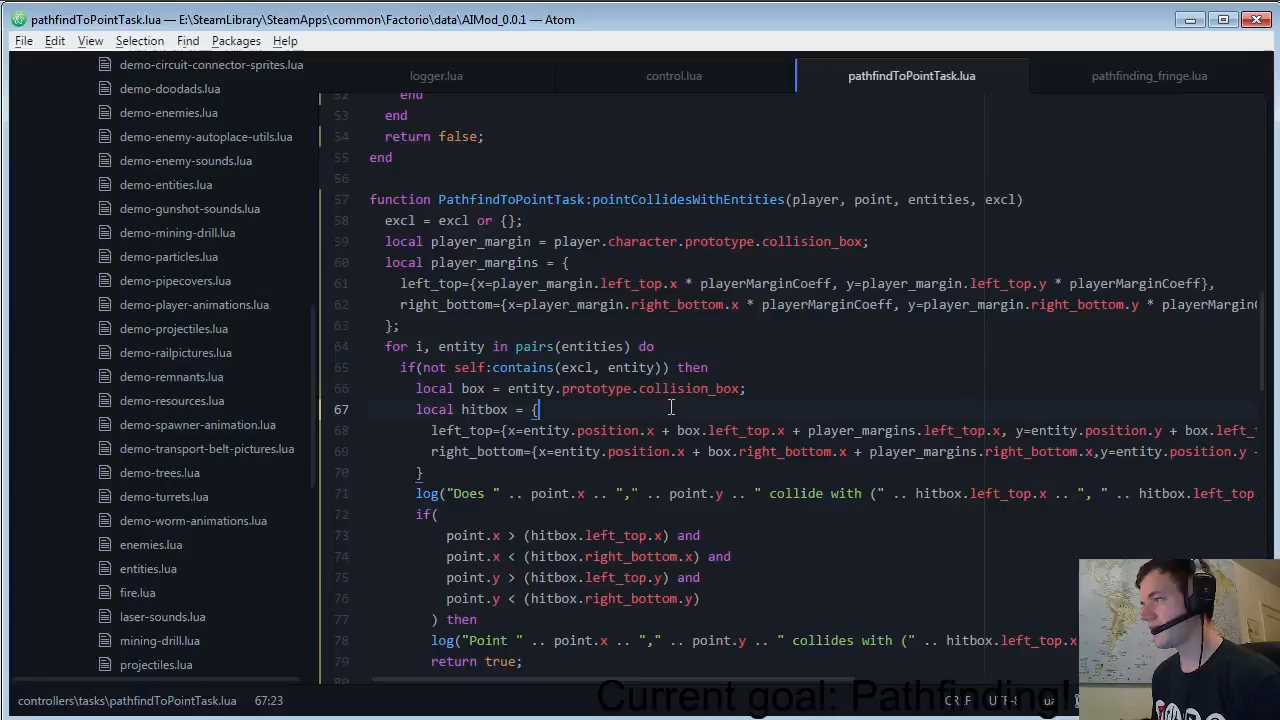 pathfindToPointTask.lua — E:\SteamLibrary\SteamApps\common\Factorio\data\AIMod_0.0.1 — Atom
File Edit View Selection Find Packages Help
demo-circuit-connector-sprites.lua
demo-doodads.lua
demo-enemies.lua
demo-enemy-autoplace-utils.lua
demo-enemy-sounds.lua
demo-entities.lua
demo-gunshot-sounds.lua
demo-mining-drill.lua
demo-particles.lua
demo-pipecovers.lua
demo-player-animations.lua
demo-projectiles.lua
demo-railpictures.lua
demo-remnants.lua
demo-resources.lua
demo-spawner-animation.lua
demo-transport-belt-pictures.lua
demo-trees.lua
demo-turrets.lua
demo-worm-animations.lua
enemies.lua
entities.lua
fire.lua
laser-sounds.lua
mining-drill.lua
projectiles.lua
logger.lua control.lua pathfindToPointTask.lua pathfinding_fringe.lua
52 end
53 end
54 return false;
55 end
56
57 function PathfindToPointTask:pointCollidesWithEntities(player, point, entities, excl)
58 excl = excl or {};
59 local player_margin = player.character.prototype.collision_box;
60 local player_margins = {
61 left_top={x=player_margin.left_top.x * playerMarginCoeff, y=player_margin.left_top.y * playerMarginCoeff},
62 right_bottom={x=player_margin.right_bottom.x * playerMarginCoeff, y=player_margin.right_bottom.y * playerMarginC
63 };
64 for i, entity in pairs(entities) do
65 if(not self:contains(excl, entity)) then
66 local box = entity.prototype.collision_box;
67 local hitbox = {
68 left_top={x=entity.position.x + box.left_top.x + player_margins.left_top.x, y=entity.position.y + box.left_
69 right_bottom={x=entity.position.x + box.right_bottom.x + player_margins.right_bottom.x,y=entity.position.y
70 }
71 log("Does " .. point.x .. "," .. point.y .. " collide with (" .. hitbox.left_top.x .. ", " .. hitbox.left_top
72 if(
73 point.x > (hitbox.left_top.x) and
74 point.x < (hitbox.right_bottom.x) and
75 point.y > (hitbox.left_top.y) and
76 point.y < (hitbox.right_bottom.y)
77 ) then
78 log("Point " .. point.x .. "," .. point.y .. " collides with (" .. hitbox.left_top.x
79 return true;
controllers\tasks\pathfindToPointTask.lua 67:23 CRLF UTF-8
Current goal: Pathfinding!